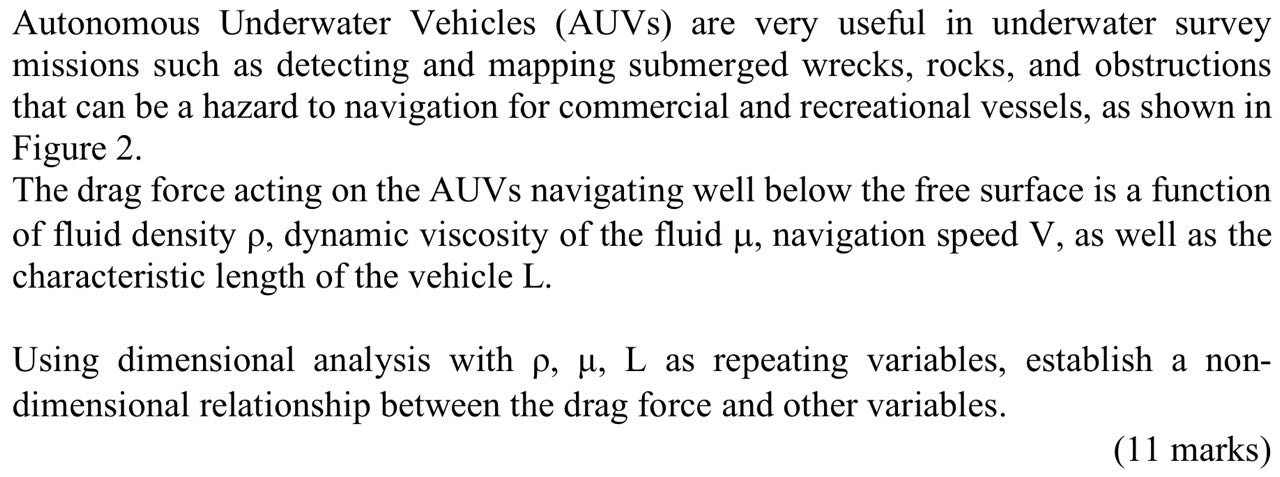 Autonomous Underwater Vehicles (AUVs) are very useful in underwater survey
missions such as detecting and mapping submerged wrecks, rocks, and obstructions
that can be a hazard to navigation for commercial and recreational vessels, as shown in
Figure 2.
The drag force acting on the AUVs navigating well below the free surface is a function
of fluid density ρ, dynamic viscosity of the fluid μ, navigation speed V, as well as the
characteristic length of the vehicle L.
Using dimensional analysis with ρ, μ, L as repeating variables, establish a non-
dimensional relationship between the drag force and other variables.
(11 marks)